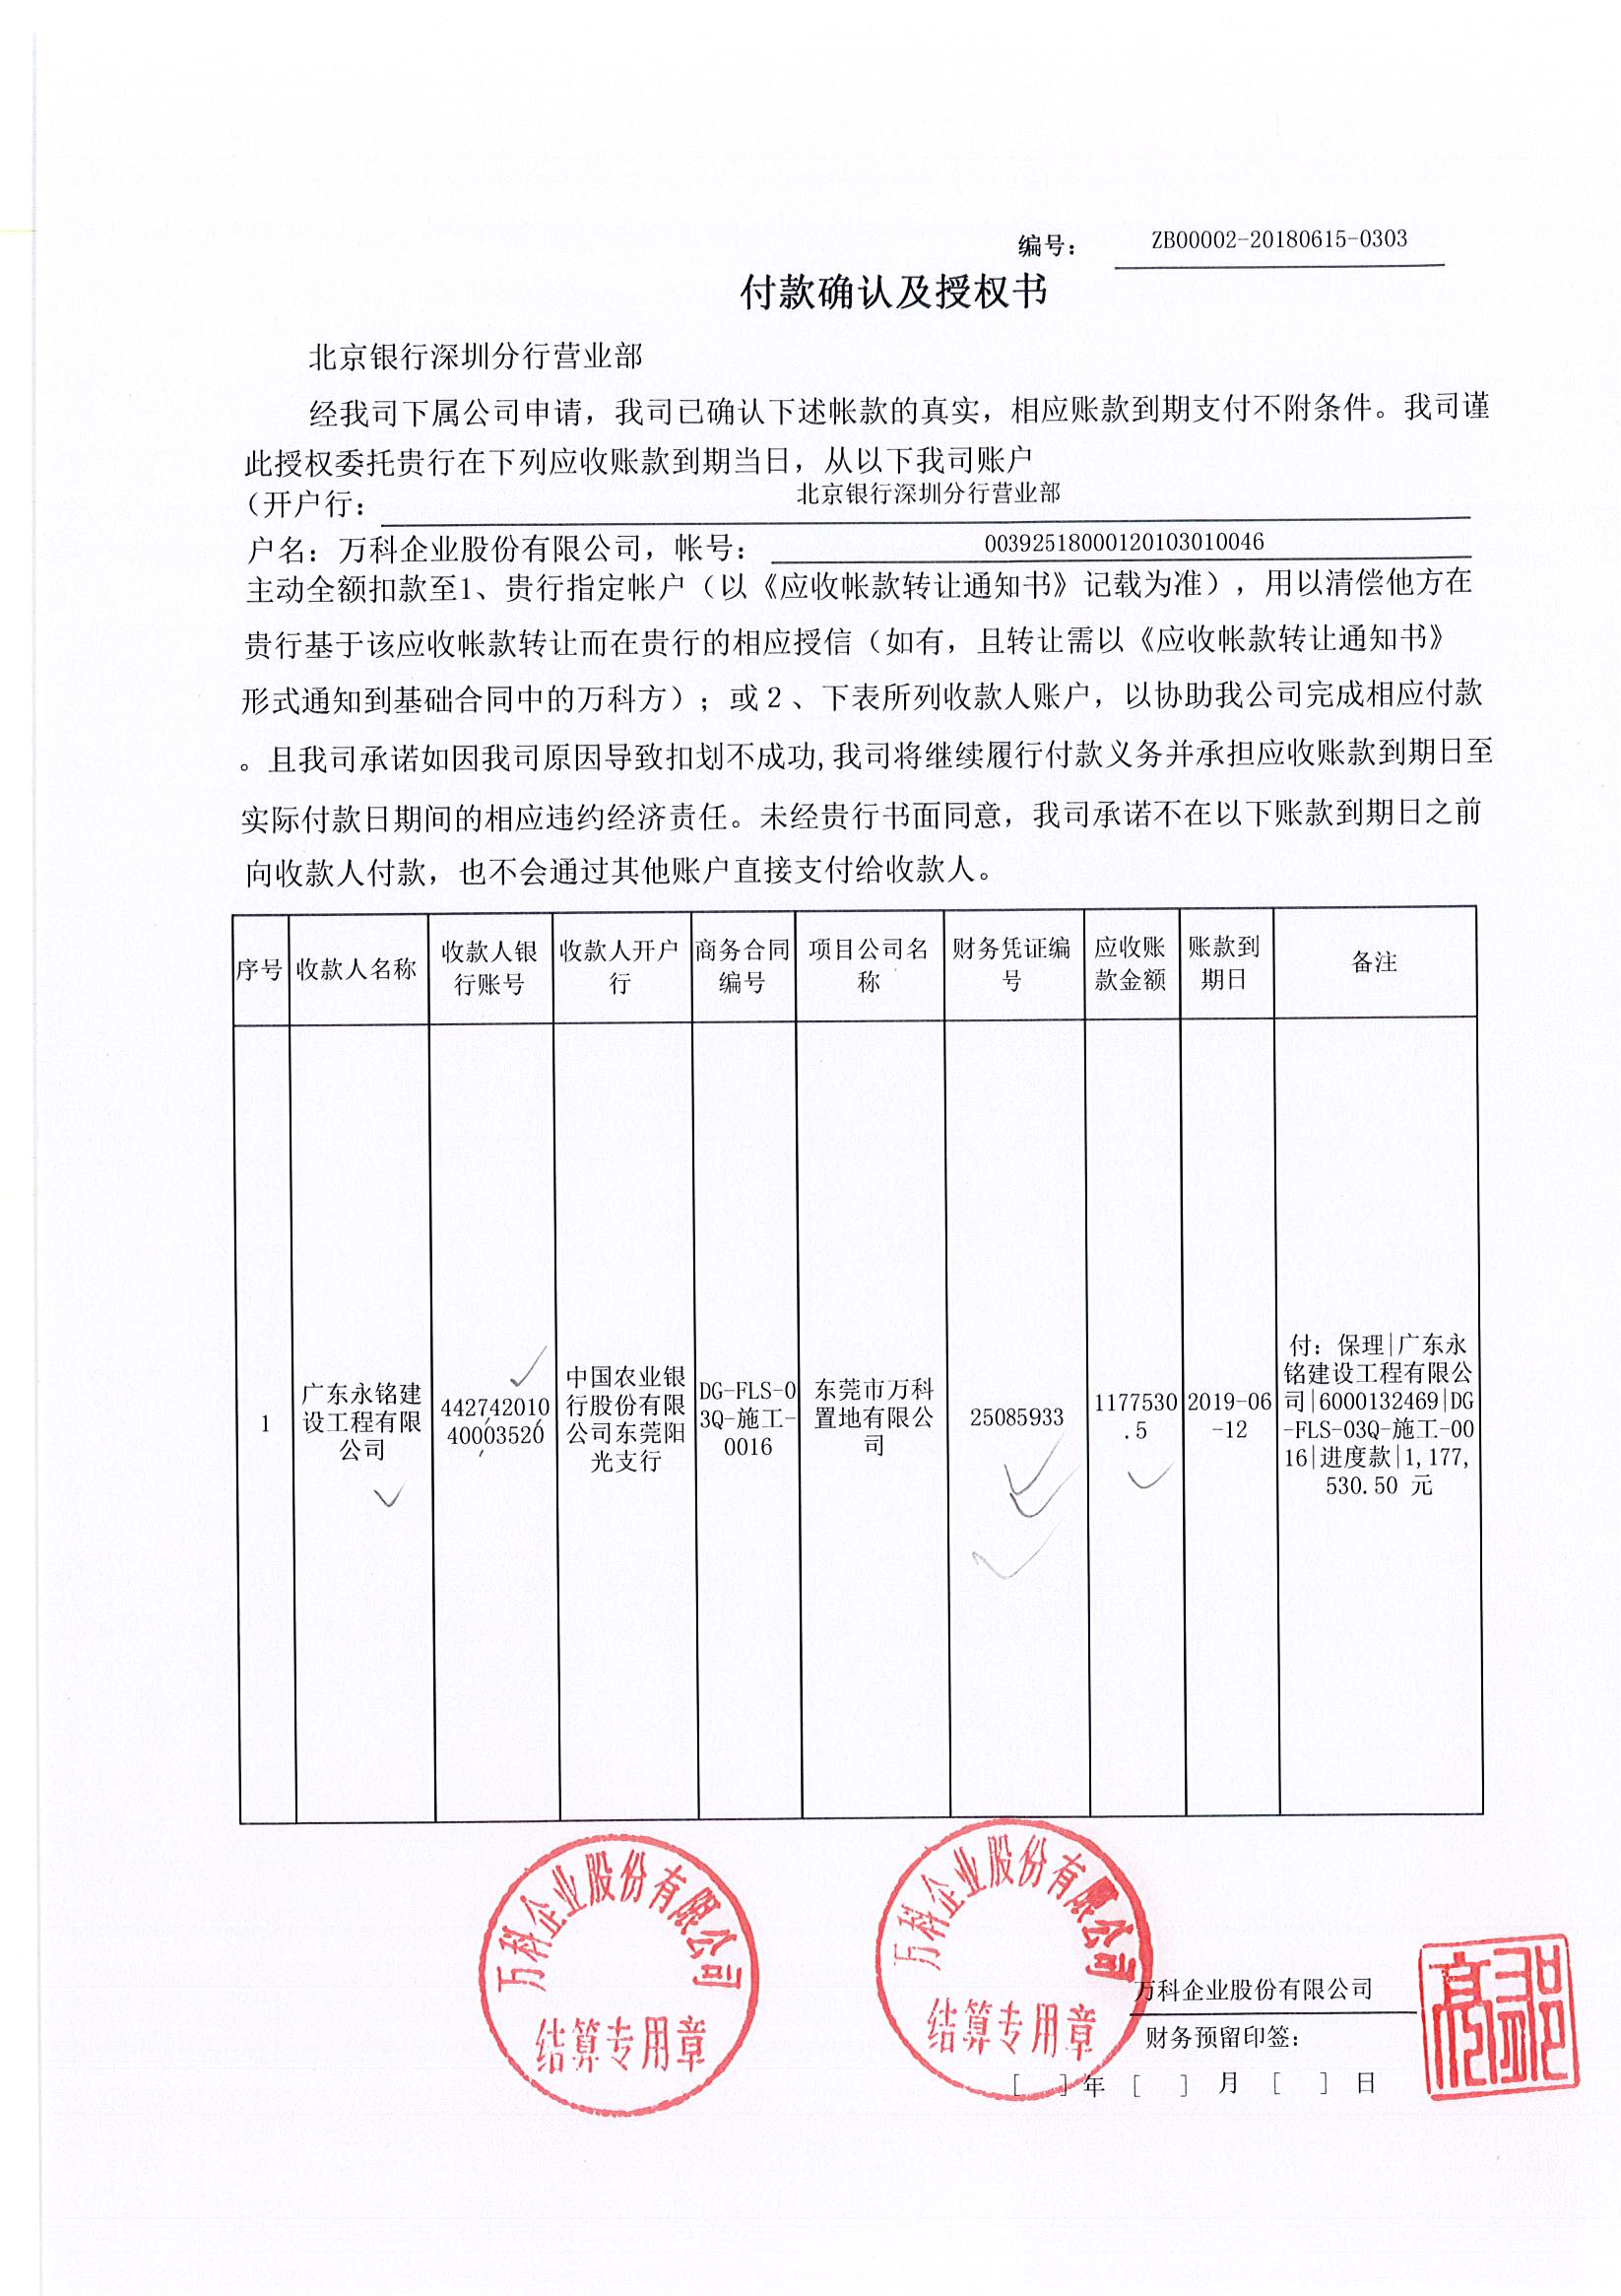 编号： ZB00002-20180615-0303
付款确认及授权书
北京银行深圳分行营业部
经我司下属公司申请，我司已确认下述帐款的真实，相应账款到期支付不附条件。我司谨
此授权委托贵行在下列应收账款到期当日，从以下我司账户
（开户行： 北京银行深圳分行营业部
户名：万科企业股份有限公司，帐号： 00392518000120103010046
主动全额扣款至1、贵行指定帐户（以《应收帐款转让通知书》记载为准），用以清偿他方在
贵行基于该应收帐款转让而在贵行的相应授信（如有，且转让需以《应收帐款转让通知书》
形式通知到基础合同中的万科方）；或２、下表所列收款人账户，以协助我公司完成相应付款
。且我司承诺如因我司原因导致扣划不成功,我司将继续履行付款义务并承担应收账款到期日至
实际付款日期间的相应违约经济责任。未经贵行书面同意，我司承诺不在以下账款到期日之前
向收款人付款，也不会通过其他账户直接支付给收款人。
序号
收款人名称
收款人银
行账号
收款人开户
行
商务合同
编号
项目公司名
称
财务凭证编
号
应收账
款金额
账款到
期日
备注
1
广东永铭建
设工程有限
公司
442742010
40003520
中国农业银
行股份有限
公司东莞阳
光支行
DG-FLS-0
3Q-施工-
0016
东莞市万科
置地有限公
司
25085933
1177530
.5
2019-06
-12
付：保理|广东永
铭建设工程有限公
司|6000132469|DG
-FLS-03Q-施工-00
16|进度款|1,177,
530.50 元
万科企业股份有限公司
结算专用章
万科企业股份有限公司
结算专用章
万科企业股份有限公司
财务预留印签：
[ ]年 [ ] 月 [ ] 日